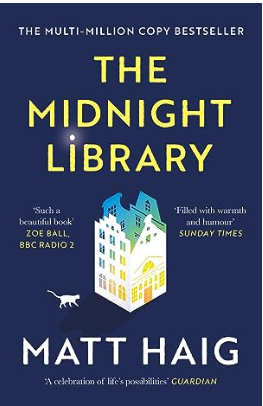 THE MULTI-MILLION COPY BESTSELLER
THE
MIDNIGHT
LiBRARY
‘Such a
beautiful book’
ZOE BALL,
BBC RADIO 2
‘Filled with warmth
and humour’
SUNDAY TIMES
MATT HAIG
‘A celebration of life’s possibilities’ GUARDIAN